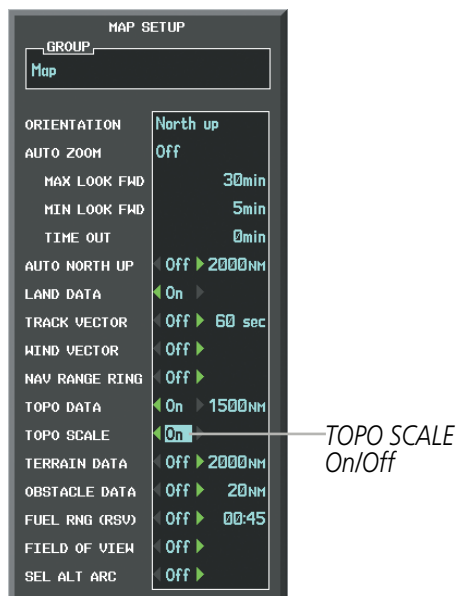 MAP SETUP
GROUP
Map
ORIENTATION North up
AUTO ZOOM Off
MAX LOOK FWD 30min
MIN LOOK FWD 5min
TIME OUT 0min
AUTO NORTH UP Off 2000NM
LAND DATA On
TRACK VECTOR Off 60 sec
WIND VECTOR Off
NAV RANGE RING Off
TOPO DATA On 1500NM
TOPO SCALE On TOPO SCALE
On/Off
TERRAIN DATA Off 2000NM
OBSTACLE DATA Off 20NM
FUEL RNG (RSV) Off 00:45
FIELD OF VIEW Off
SEL ALT ARC Off